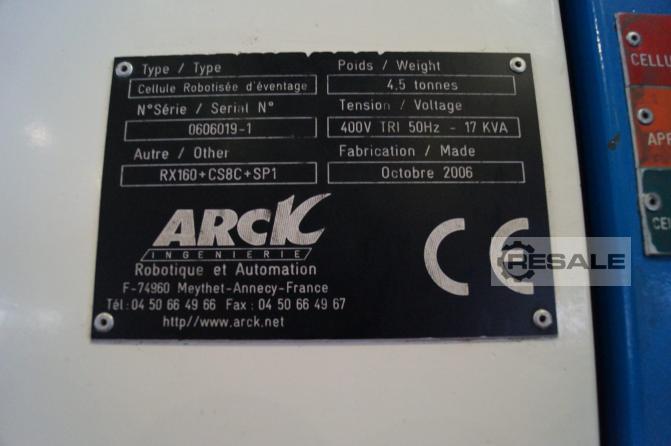 Type / Type
Cellule Robotisée d'éventage
N°Série / Serial N°
0606019-1
Autre / Other
RX160+CS8C+SP1
Poids / Weight
4,5 tonnes
Tension / Voltage
400V TRI 50Hz - 17 KVA
Fabrication / Made
Octobre 2006
ARCK
INGENIERIE
Robotique et Automation
F-74960 Meythet-Annecy-France
Tél: 04 50 66 49 66 Fax : 04 50 66 49 67
http//www.arck.net
CE
RESALE